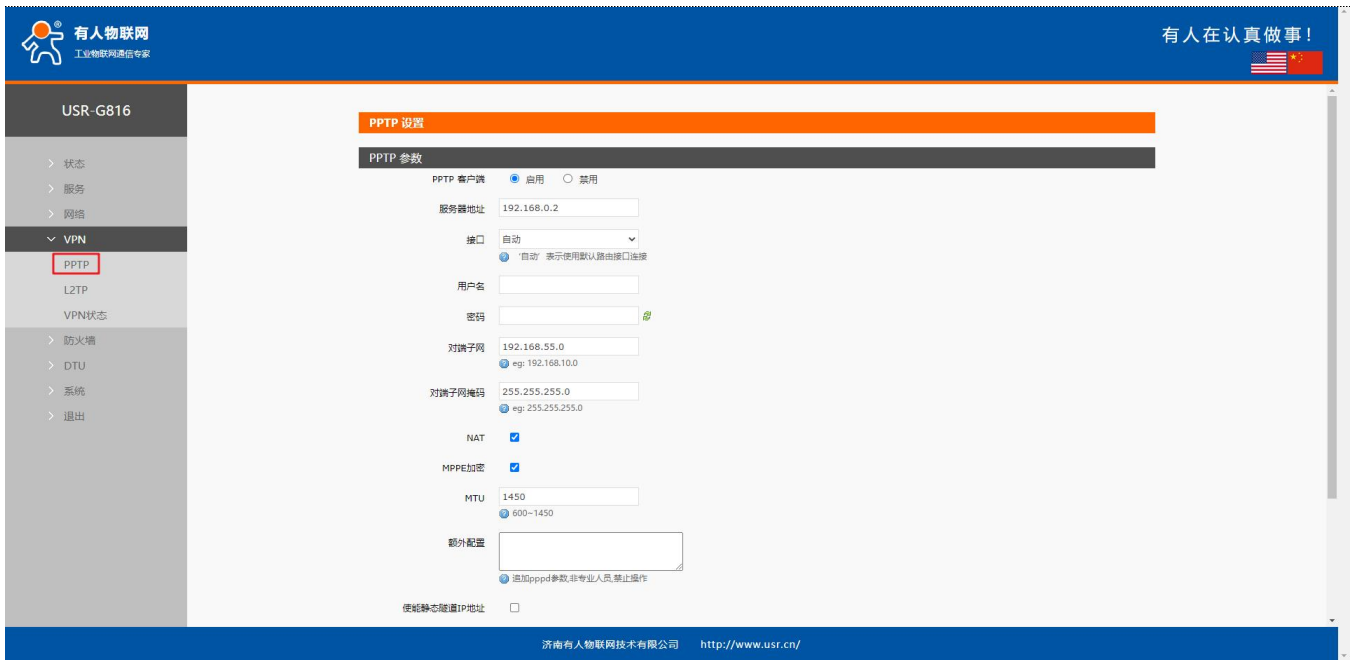 有人物联网
工业物联网通信专家
有人在认真做事!
USR-G816
状态
服务
网络
VPN
PPTP
L2TP
VPN状态
防火墙
DTU
系统
退出
PPTP 设置
PPTP 参数
PPTP 客户端 启用 禁用
服务器地址 192.168.0.2
接口 自动
'自动' 表示使用默认路由接口连接
用户名
密码
对端子网 192.168.55.0
eg: 192.168.10.0
对端子网掩码 255.255.255.0
eg: 255.255.255.0
NAT
MPPE加密
MTU 1450
600~1450
额外配置
追加pppd参数,非专业人员,禁止操作
使能静态隧道IP地址
济南有人物联网技术有限公司 http://www.usr.cn/